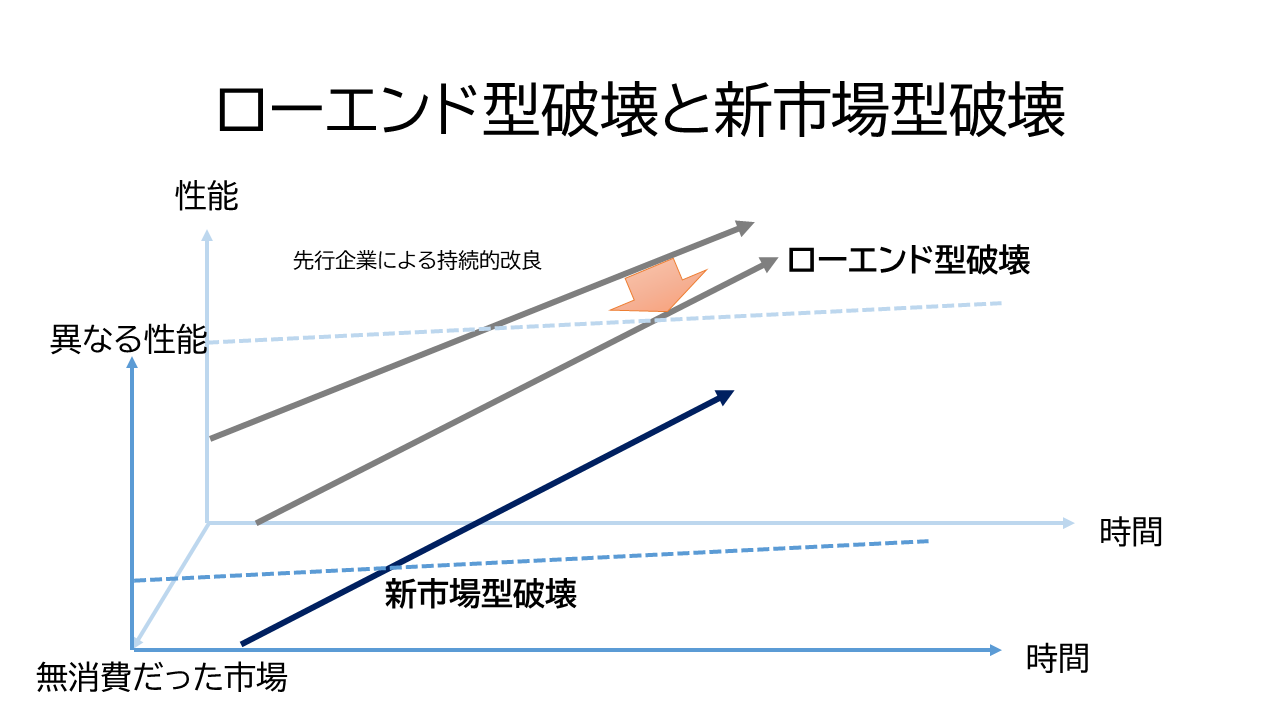 ローエンド型破壊と新市場型破壊
性能
先行企業による持続的改良
ローエンド型破壊
異なる性能
時間
新市場型破壊
時間
無消費だった市場